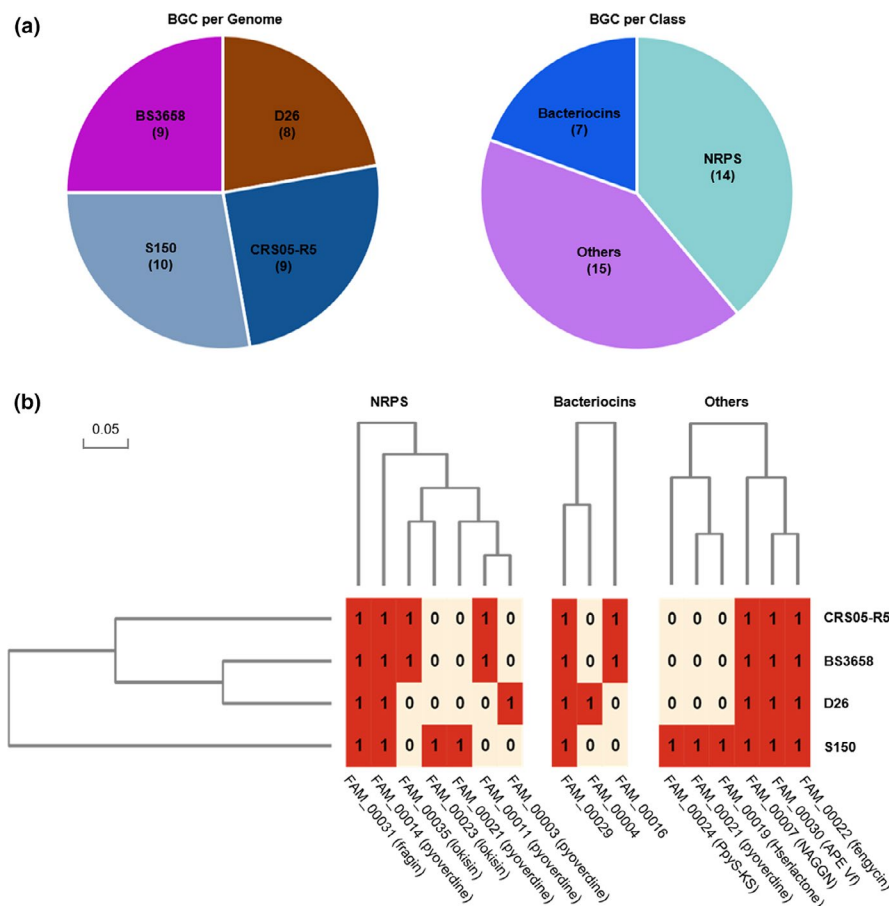 (a)
BGC per Genome
BGC per Class
BS3658
(9)
D26
(8)
S150
(10)
CRS05-R5
(9)
Bacteriocins
(7)
NRPS
(14)
Others
(15)
(b)
NRPS
Bacteriocins
Others
0.05
1 1 1 0 0 1 0 1 0 1 0 0 0 1 1 1 CRS05-R5
1 1 1 0 0 1 0 1 0 1 0 0 0 1 1 1 BS3658
1 1 0 0 0 0 1 1 1 0 0 0 0 1 1 1 D26
1 1 0 1 1 0 0 1 0 0 1 1 1 1 1 1 S150
FAM_00031 (fragin)
FAM_00014 (pyoverdine)
FAM_00035 (lokisin)
FAM_00023 (lokisin)
FAM_00021 (pyoverdine)
FAM_00011 (pyoverdine)
FAM_00003 (pyoverdine)
FAM_00029
FAM_00004
FAM_00016
FAM_00024 (PpyS-KS)
FAM_00021 (pyoverdine)
FAM_00019 (Hserlactone)
FAM_00007 (NAGGN)
FAM_00030 (APE Vf)
FAM_00022 (fengycin)